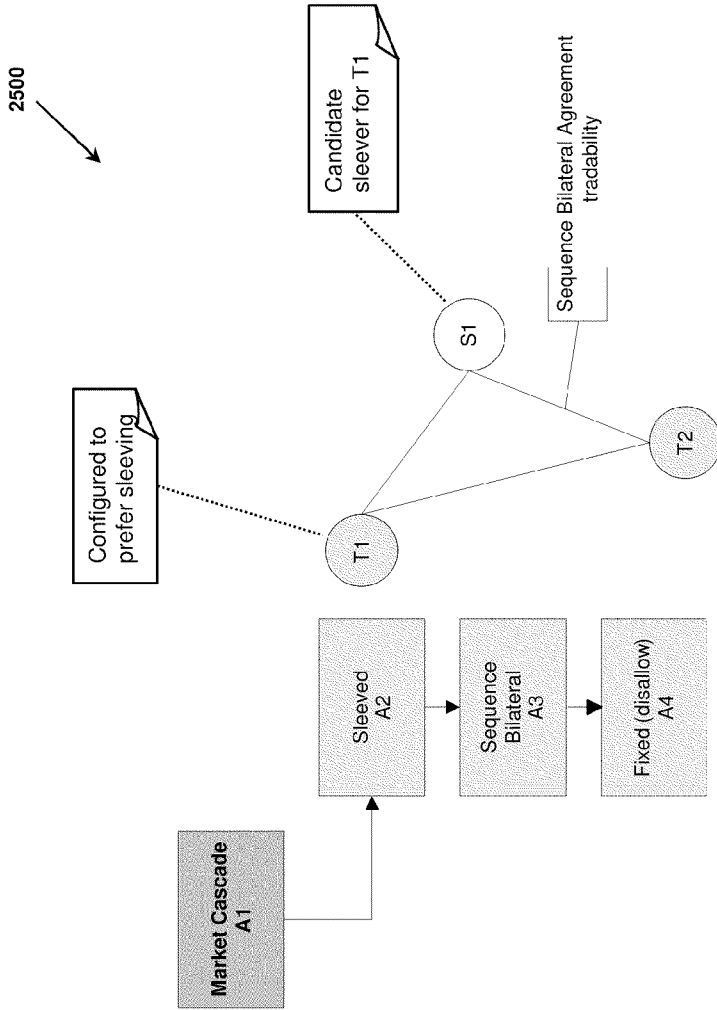 2500
Configured to
prefer sleeving
Candidate
sleever for T1
T1
S1
T2
Sequence Bilateral Agreement
tradability
Market Cascade
A1
Sleeved
A2
Sequence
Bilateral
A3
Fixed (disallow)
A4